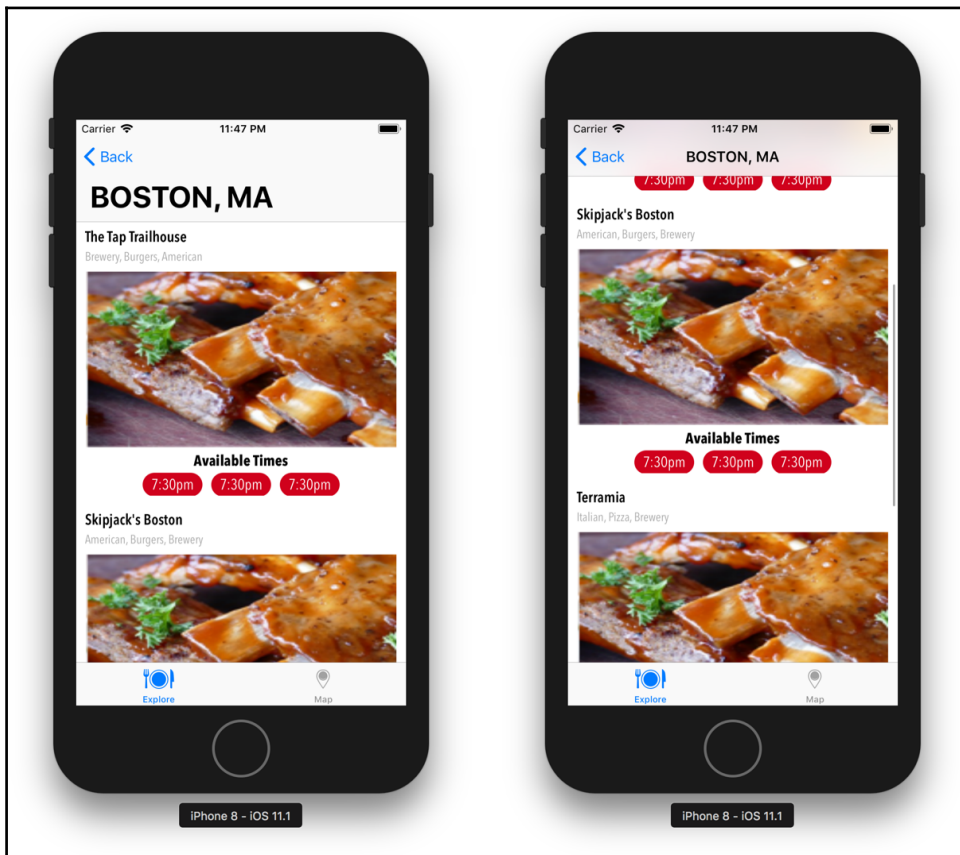 Carrier 11:47 PM
Back
BOSTON, MA
The Tap Trailhouse
Brewery, Burgers, American
Available Times
7:30pm 7:30pm 7:30pm
Skipjack's Boston
American, Burgers, Brewery
Explore Map
iPhone 8 - iOS 11.1
Carrier 11:47 PM
Back BOSTON, MA
7:30pm 7:30pm 7:30pm
Skipjack's Boston
American, Burgers, Brewery
Available Times
7:30pm 7:30pm 7:30pm
Terramia
Italian, Pizza, Brewery
Explore Map
iPhone 8 - iOS 11.1